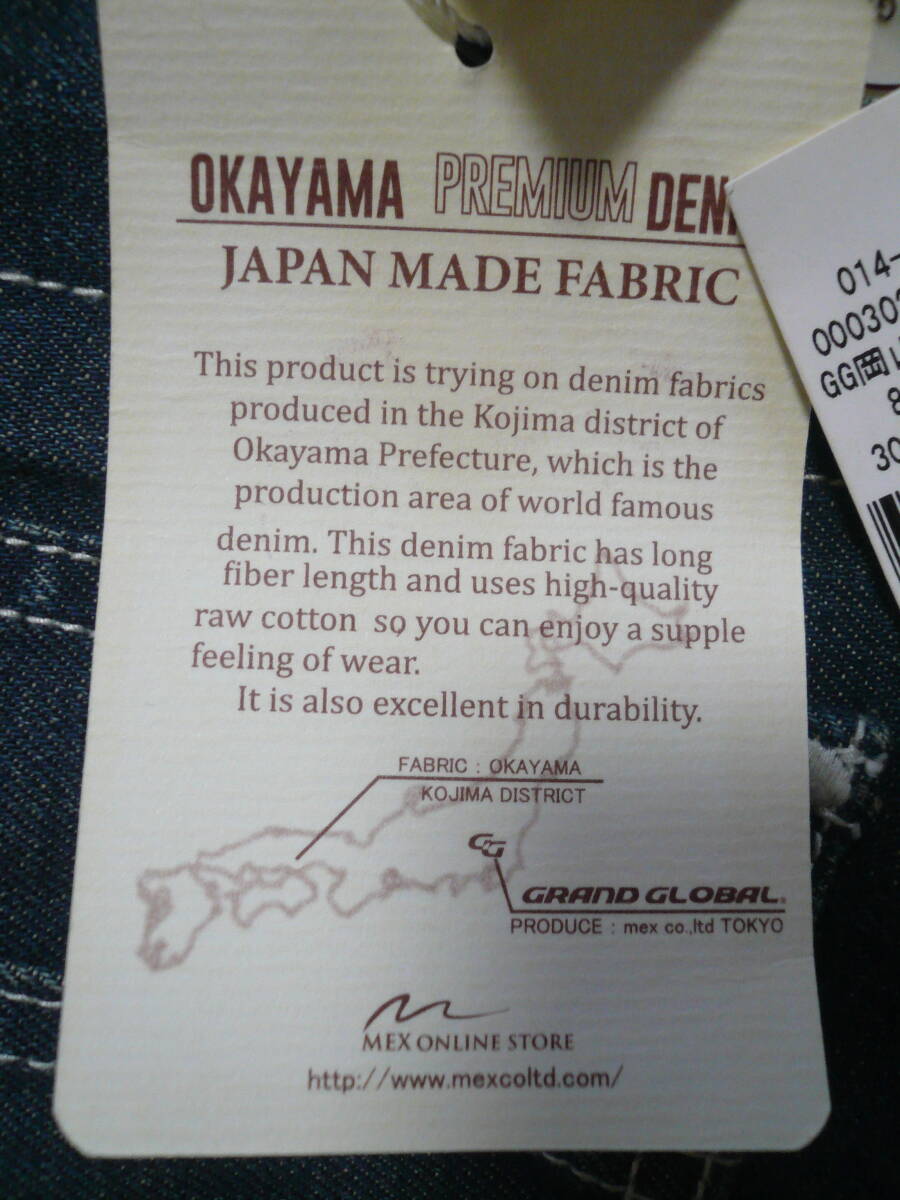 OKAYAMA PREMIUM
JAPAN MADE FABRIC
This product is trying on denim fabrics
produced in the Kojima district of
Okayama Prefecture, which is the
production area of world famous
denim. This denim fabric has long
fiber length and uses high-quality
raw cotton so you can enjoy a supple
feeling of wear.
It is also excellent in durability.
FABRIC : OKAYAMA
KOJIMA DISTRICT
GG
GRAND GLOBAL.
PRODUCE : mex co.,ltd TOKYO
MEX ONLINE STORE
http://www.mexcoltd.com/
014-
GG岡